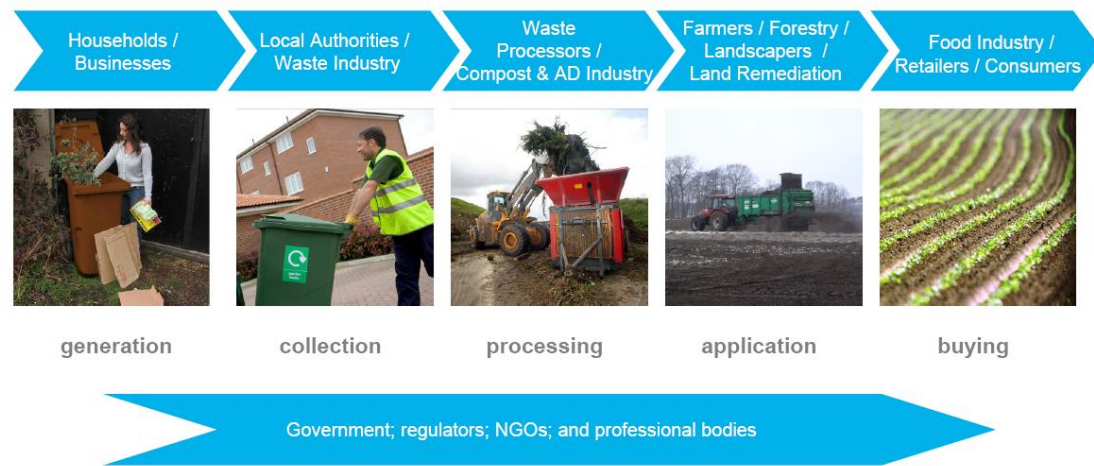 Households /
Businesses
Local Authorities /
Waste Industry
Waste
Processors /
Compost & AD Industry
Farmers / Forestry /
Landscapers /
Land Remediation
Food Industry /
Retailers / Consumers
generation
collection
processing
application
buying
Government; regulators; NGOs; and professional bodies